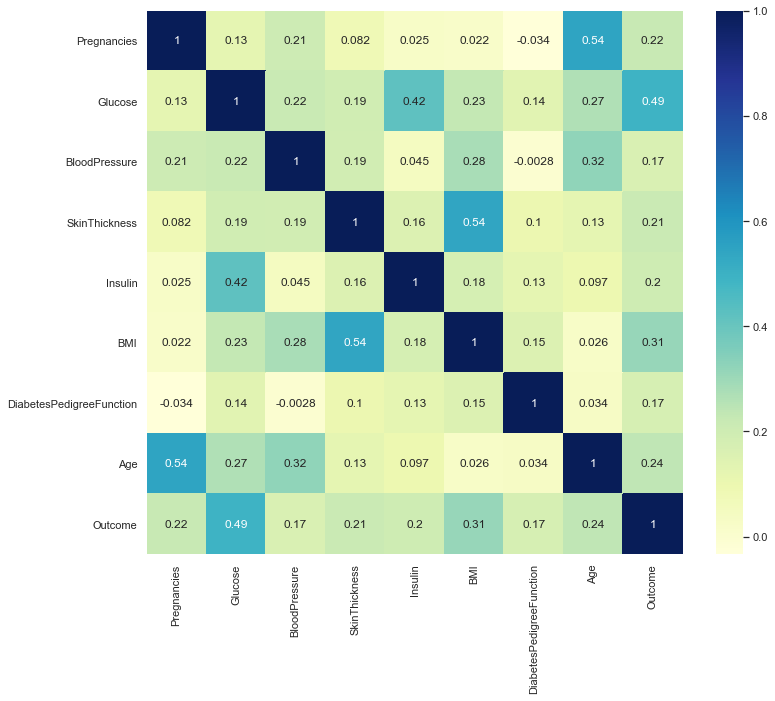 Pregnancies 1 0.13 0.21 0.082 0.025 0.022 -0.034 0.54 0.22
Glucose 0.13 1 0.22 0.19 0.42 0.23 0.14 0.27 0.49
BloodPressure 0.21 0.22 1 0.19 0.045 0.28 -0.0028 0.32 0.17
SkinThickness 0.082 0.19 0.19 1 0.16 0.54 0.1 0.13 0.21
Insulin 0.025 0.42 0.045 0.16 1 0.18 0.13 0.097 0.2
BMI 0.022 0.23 0.28 0.54 0.18 1 0.15 0.026 0.31
DiabetesPedigreeFunction -0.034 0.14 -0.0028 0.1 0.13 0.15 1 0.034 0.17
Age 0.54 0.27 0.32 0.13 0.097 0.026 0.034 1 0.24
Outcome 0.22 0.49 0.17 0.21 0.2 0.31 0.17 0.24 1
Pregnancies
Glucose
BloodPressure
SkinThickness
Insulin
BMI
DiabetesPedigreeFunction
Age
Outcome
1.0
0.8
0.6
0.4
0.2
0.0